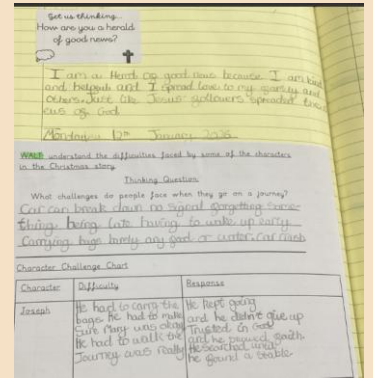 Get us thinking...
How are you a herald
of good news?
I am a Herol of good news because I am kind
and helpful and I spread love to my family and
others. Just like Jesus' followers spreaded the
of God
Monday 12th January 2026
WALT: understand the difficulties faced by some of the characters
in the Christmas story
Thinking Question:
What challenges do people face when they go on a journey?
Car can break down no signal forgetting some-
thing being late having to wake up early
Carrying bags barely any food or water, car
Character Challenge Chart
Character Difficulty Response
Joseph
He had to carry the
bags He had to make
Sure Mary was okay
He had to walk the
Journey was really
He kept going
and he didn't give up
Trusted in God
and he
He searched until
he found a stable